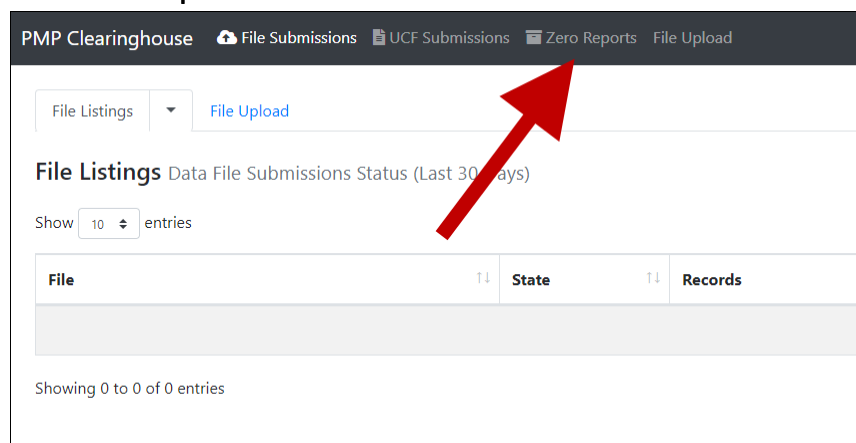 PMP Clearinghouse File Submissions UCF Submissions Zero Reports File Upload
File Listings File Upload
File Listings Data File Submissions Status (Last 30 Days)
Show 10 entries
File State Records
Showing 0 to 0 of 0 entries